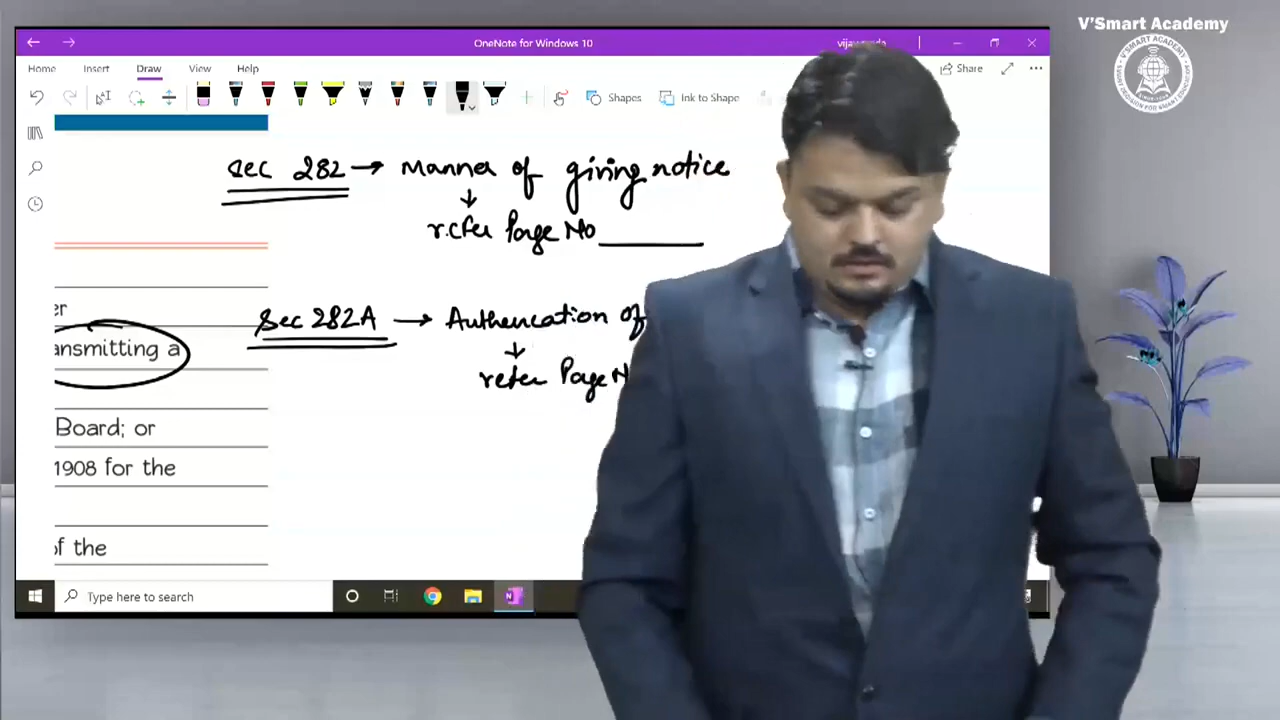 V'Smart Academy
OneNote for Windows 10
Home Insert Draw View Help
Share
Shapes
Ink to Shape
sec 282 → Manner of giving notice
↓
refer Page No
er
ansmitting a
sec 282A → Authencation of
↓
refer Page N
Board; or
1908 for the
of the
Type here to search